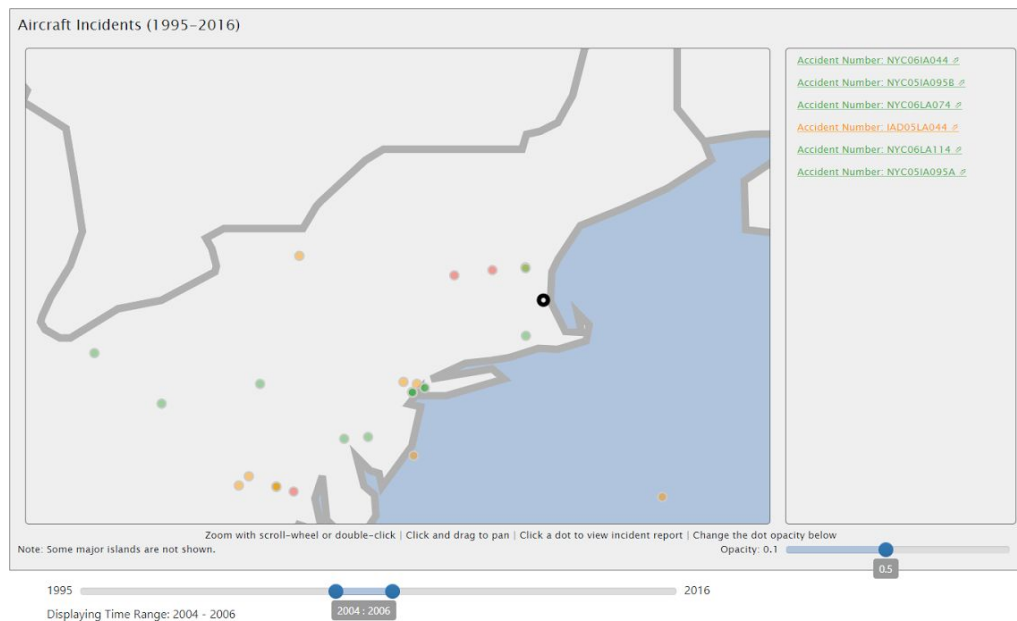 Aircraft Incidents (1995-2016)
Accident Number: NYC06IA044
Accident Number: NYC05IA095B
Accident Number: NYC06LA074
Accident Number: IAD05LA044
Accident Number: NYC06LA114
Accident Number: NYC05IA095A
Zoom with scroll-wheel or double-click | Click and drag to pan | Click a dot to view incident report | Change the dot opacity below
Note: Some major islands are not shown.
Opacity: 0.1
0.5
1995
2016
2004 : 2006
Displaying Time Range: 2004 - 2006